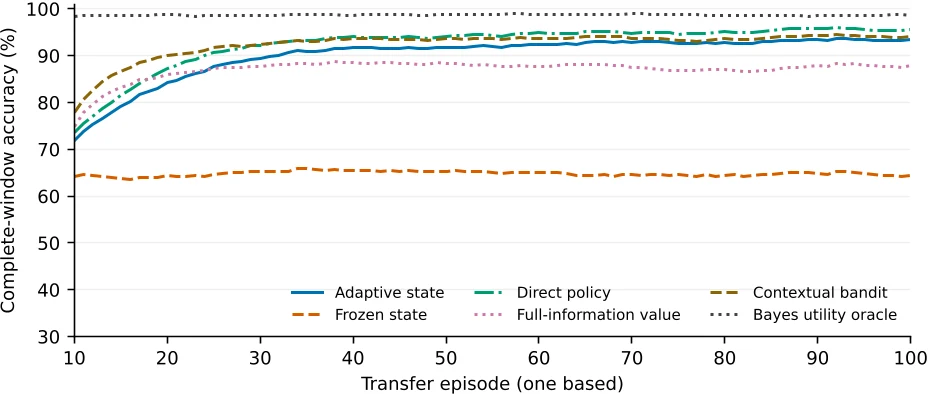 Complete-window accuracy (%)
100
90
80
70
60
50
40
30
Adaptive state
Direct policy
Contextual bandit
Frozen state
Full-information value
Bayes utility oracle
10 20 30 40 50 60 70 80 90 100
Transfer episode (one based)